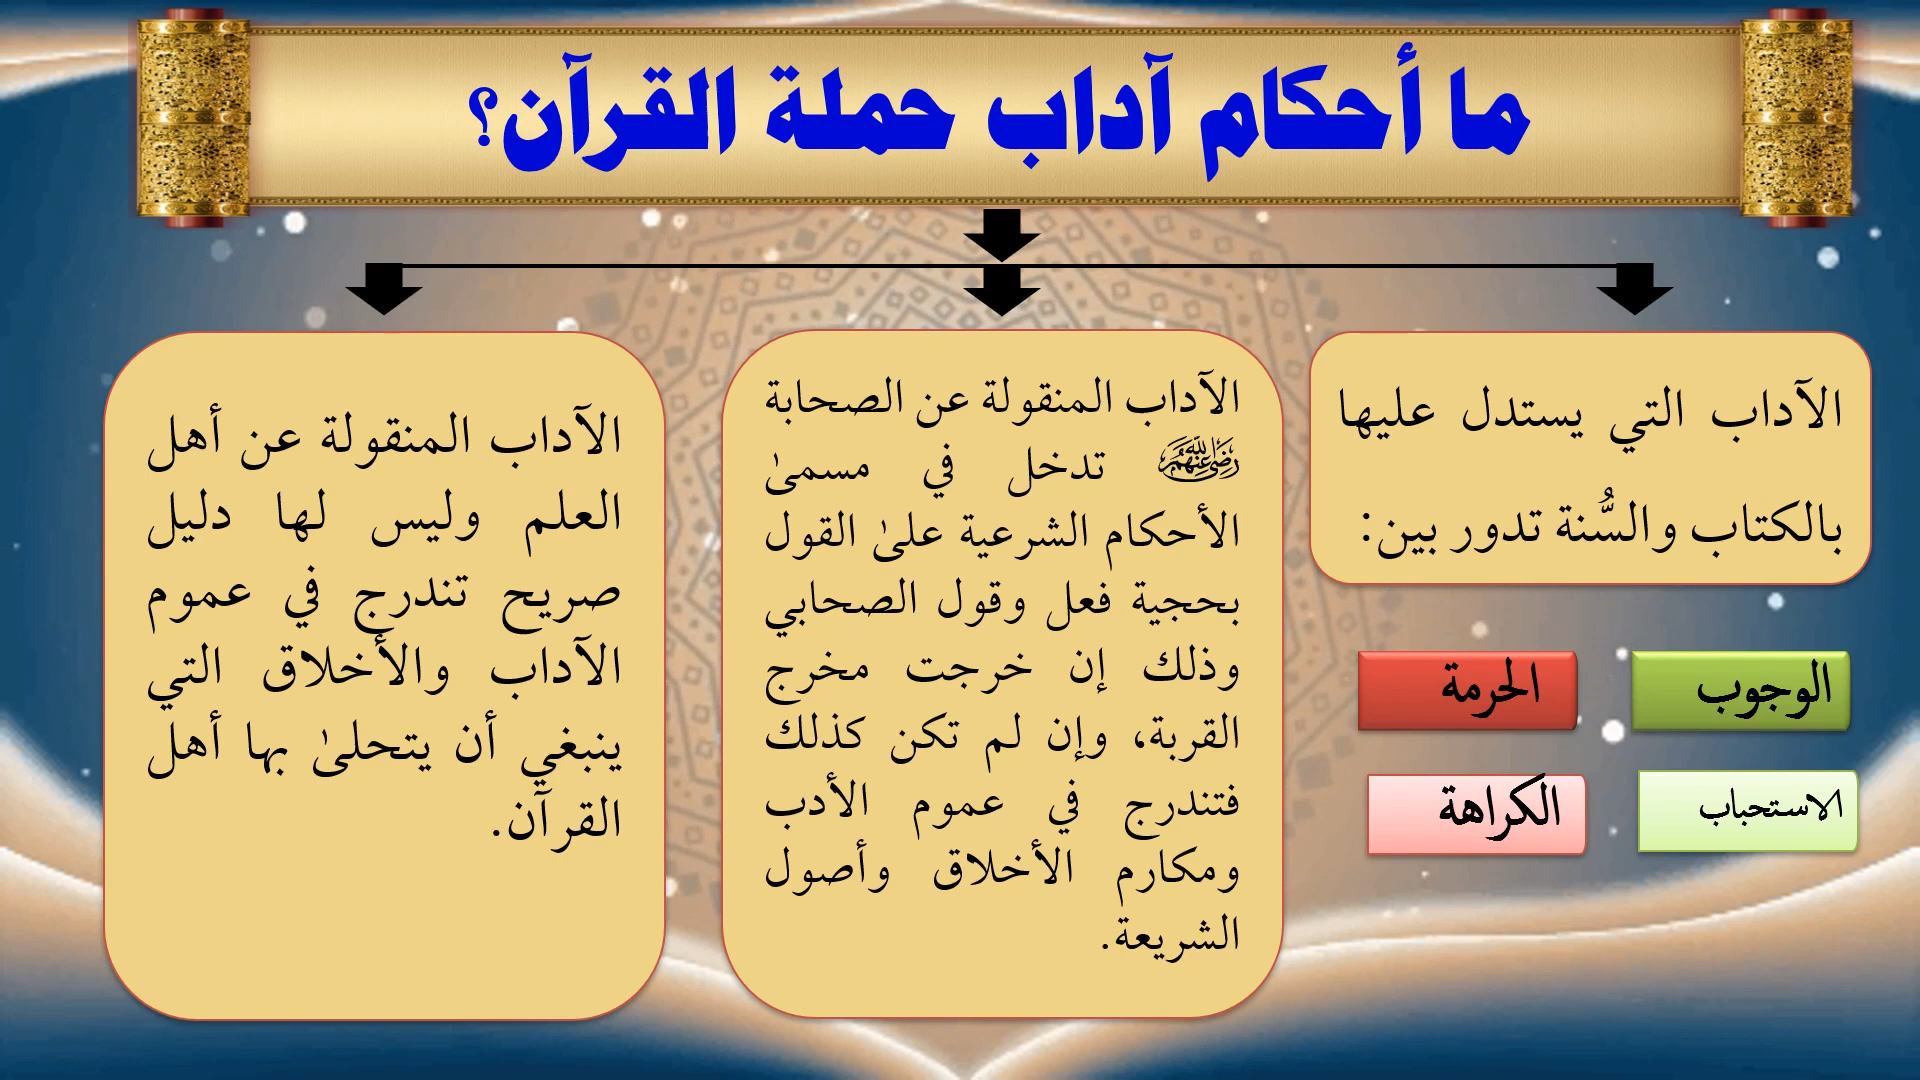 ما أحكام آداب حملة القرآن؟
الآداب التي يستدل عليها
بالكتاب والسُّنة تدور بين:
الوجوب
الحرمة
الاستحباب
الكراهة
الآداب المنقولة عن الصحابة
رضي الله عنهم تدخل في مسمىٰ
الأحكام الشرعية علىٰ القول
بحجية فعل وقول الصحابي
وذلك إن خرجت مخرج
القربة، وإن لم تكن كذلك
فتندرج في عموم الأدب
ومكارم الأخلاق وأصول
الشريعة.
الآداب المنقولة عن أهل
العلم وليس لها دليل
صريح تندرج في عموم
الآداب والأخلاق التي
ينبغي أن يتحلىٰ بها أهل
القرآن.